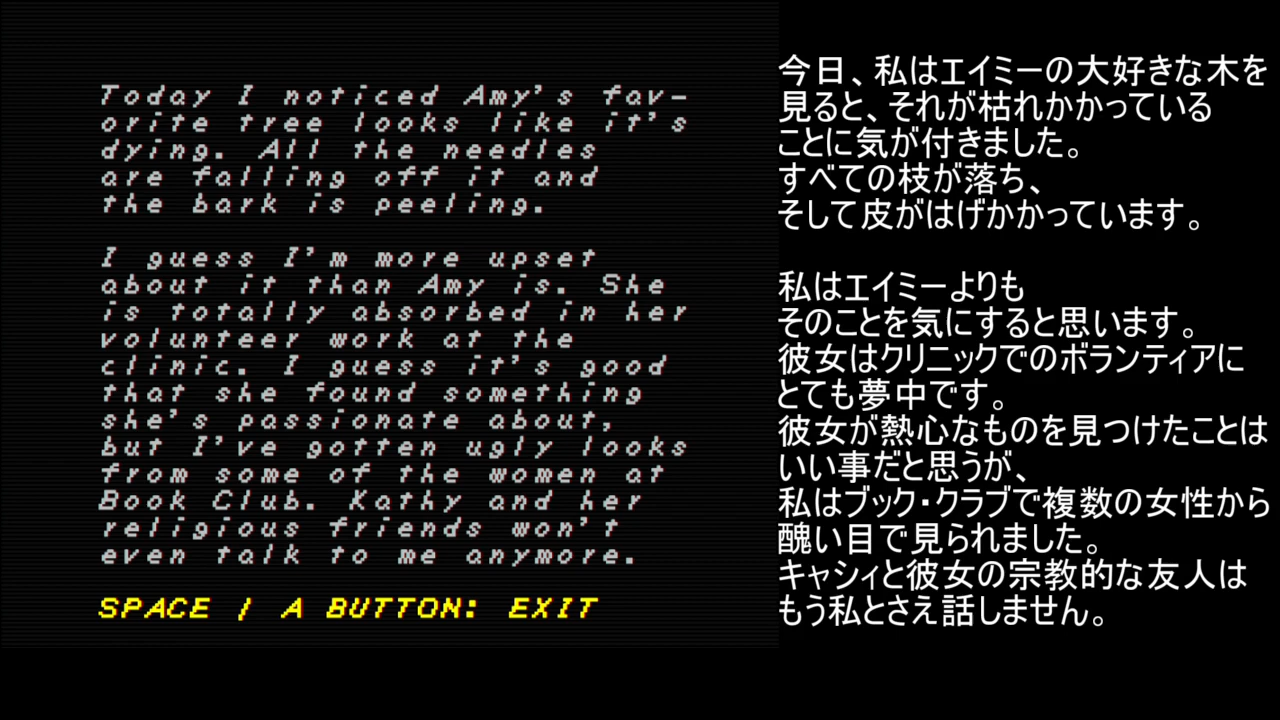 Today I noticed Amy's fav-
orite tree looks like it's
dying. All the needles
are falling off it and
the bark is peeling.
I guess I'm more upset
about it than Amy is. She
is totally absorbed in her
volunteer work at the
clinic. I guess it's good
that she found something
she's passionate about,
but I've gotten ugly looks
from some of the women at
Book Club. Kathy and her
religious friends won't
even talk to me anymore.
SPACE / A BUTTON: EXIT
今日、私はエイミーの大好きな木を
見ると、それが枯れかかっている
ことに気が付きました。
すべての枝が落ち、
そして皮がはげかかっています。
私はエイミーよりも
そのことを気にすると思います。
彼女はクリニックでのボランティアに
とても夢中です。
彼女が熱心なものを見つけたことは
いい事だと思うが、
私はブック・クラブで複数の女性から
醜い目で見られました。
キャシィと彼女の宗教的な友人は
もう私とさえ話しません。